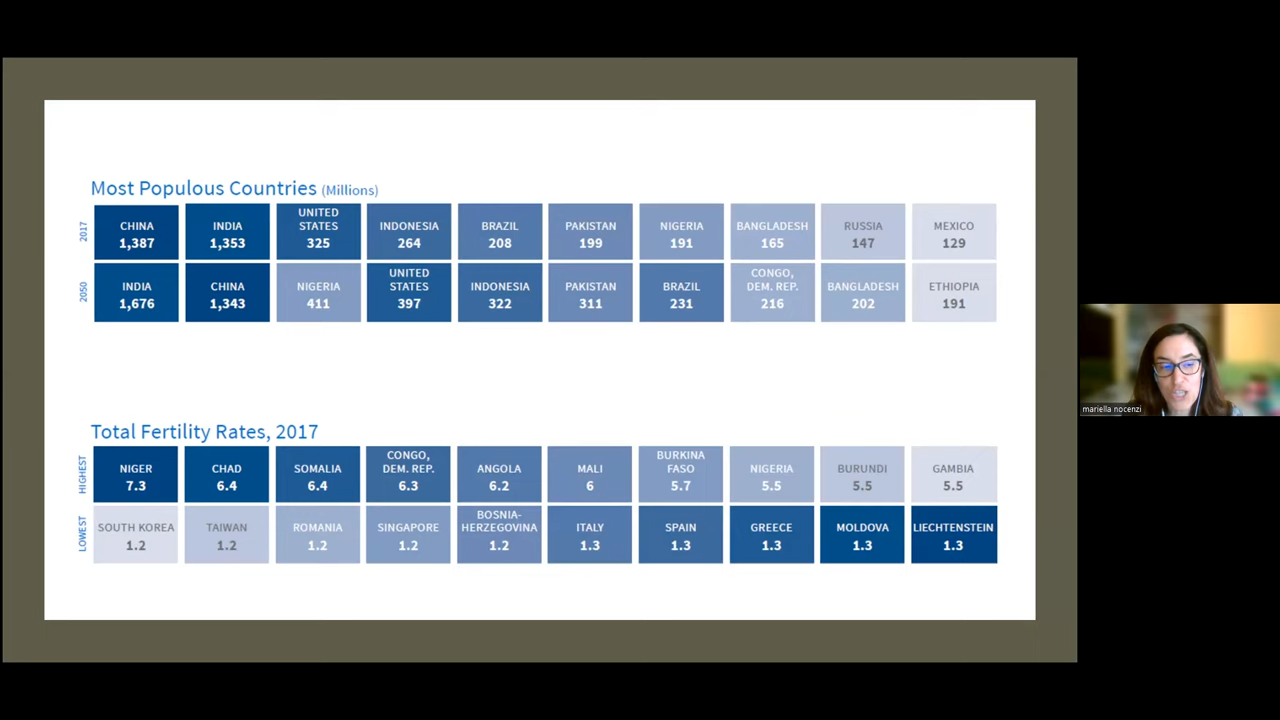 Most Populous Countries (Millions)
2017
CHINA INDIA UNITED STATES INDONESIA BRAZIL PAKISTAN NIGERIA BANGLADESH RUSSIA MEXICO
1,387 1,353 325 264 208 199 191 165 147 129
2050
INDIA CHINA NIGERIA UNITED STATES INDONESIA PAKISTAN BRAZIL CONGO, DEM. REP. BANGLADESH ETHIOPIA
1,676 1,343 411 397 322 311 231 216 202 191
Total Fertility Rates, 2017
HIGHEST
NIGER CHAD SOMALIA CONGO, DEM. REP. ANGOLA MALI BURKINA FASO NIGERIA BURUNDI GAMBIA
7.3 6.4 6.4 6.3 6.2 6 5.7 5.5 5.5 5.5
LOWEST
SOUTH KOREA TAIWAN ROMANIA SINGAPORE BOSNIA-HERZEGOVINA ITALY SPAIN GREECE MOLDOVA LIECHTENSTEIN
1.2 1.2 1.2 1.2 1.2 1.3 1.3 1.3 1.3 1.3
mariella nocenzi